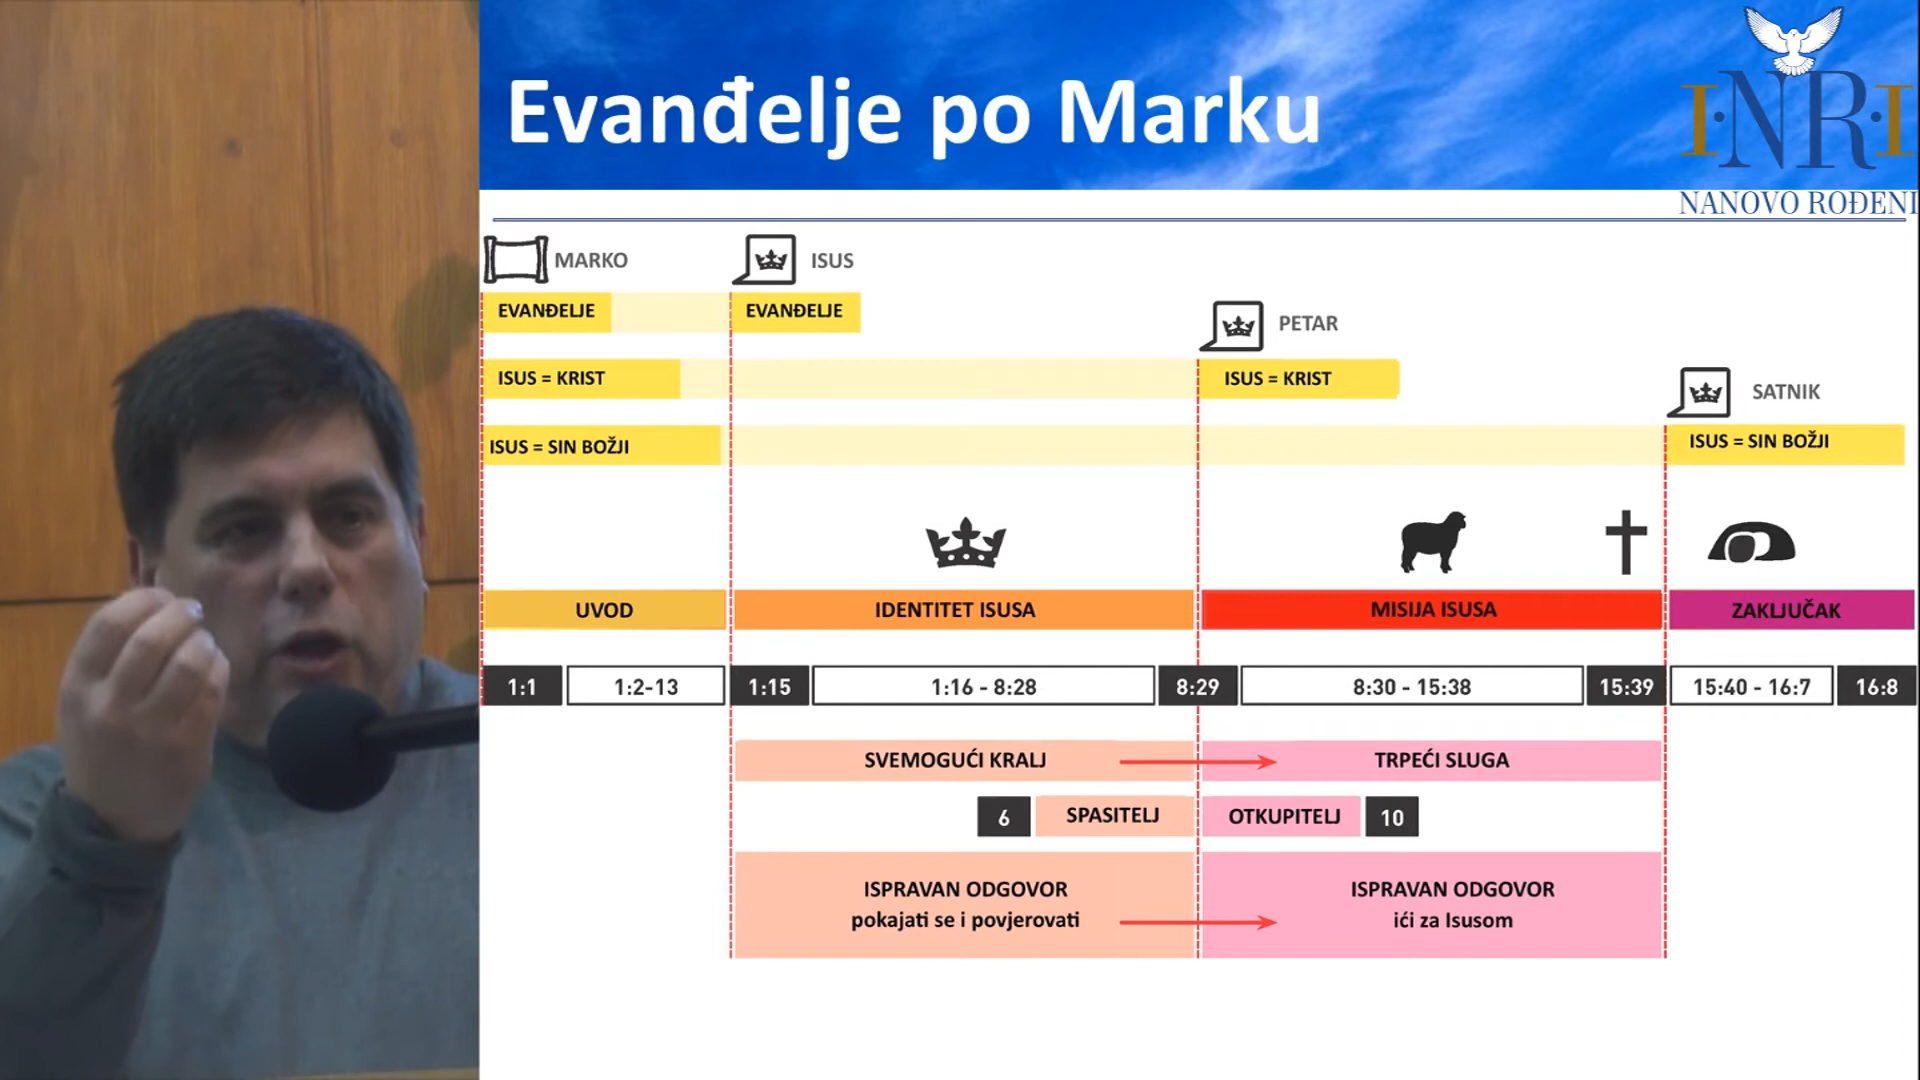 Evanđelje po Marku
I·NR·I
NANOVO ROĐENI
MARKO
ISUS
EVANĐELJE
EVANĐELJE
PETAR
ISUS = KRIST
ISUS = KRIST
SATNIK
ISUS = SIN BOŽJI
ISUS = SIN BOŽJI
UVOD
IDENTITET ISUSA
MISIJA ISUSA
ZAKLJUČAK
1:1
1:2-13
1:15
1:16 - 8:28
8:29
8:30 - 15:38
15:39
15:40 - 16:7
16:8
SVEMOGUĆI KRALJ
TRPEĆI SLUGA
6
SPASITELJ
OTKUPITELJ
10
ISPRAVAN ODGOVOR
pokajati se i povjerovati
ISPRAVAN ODGOVOR
ići za Isusom